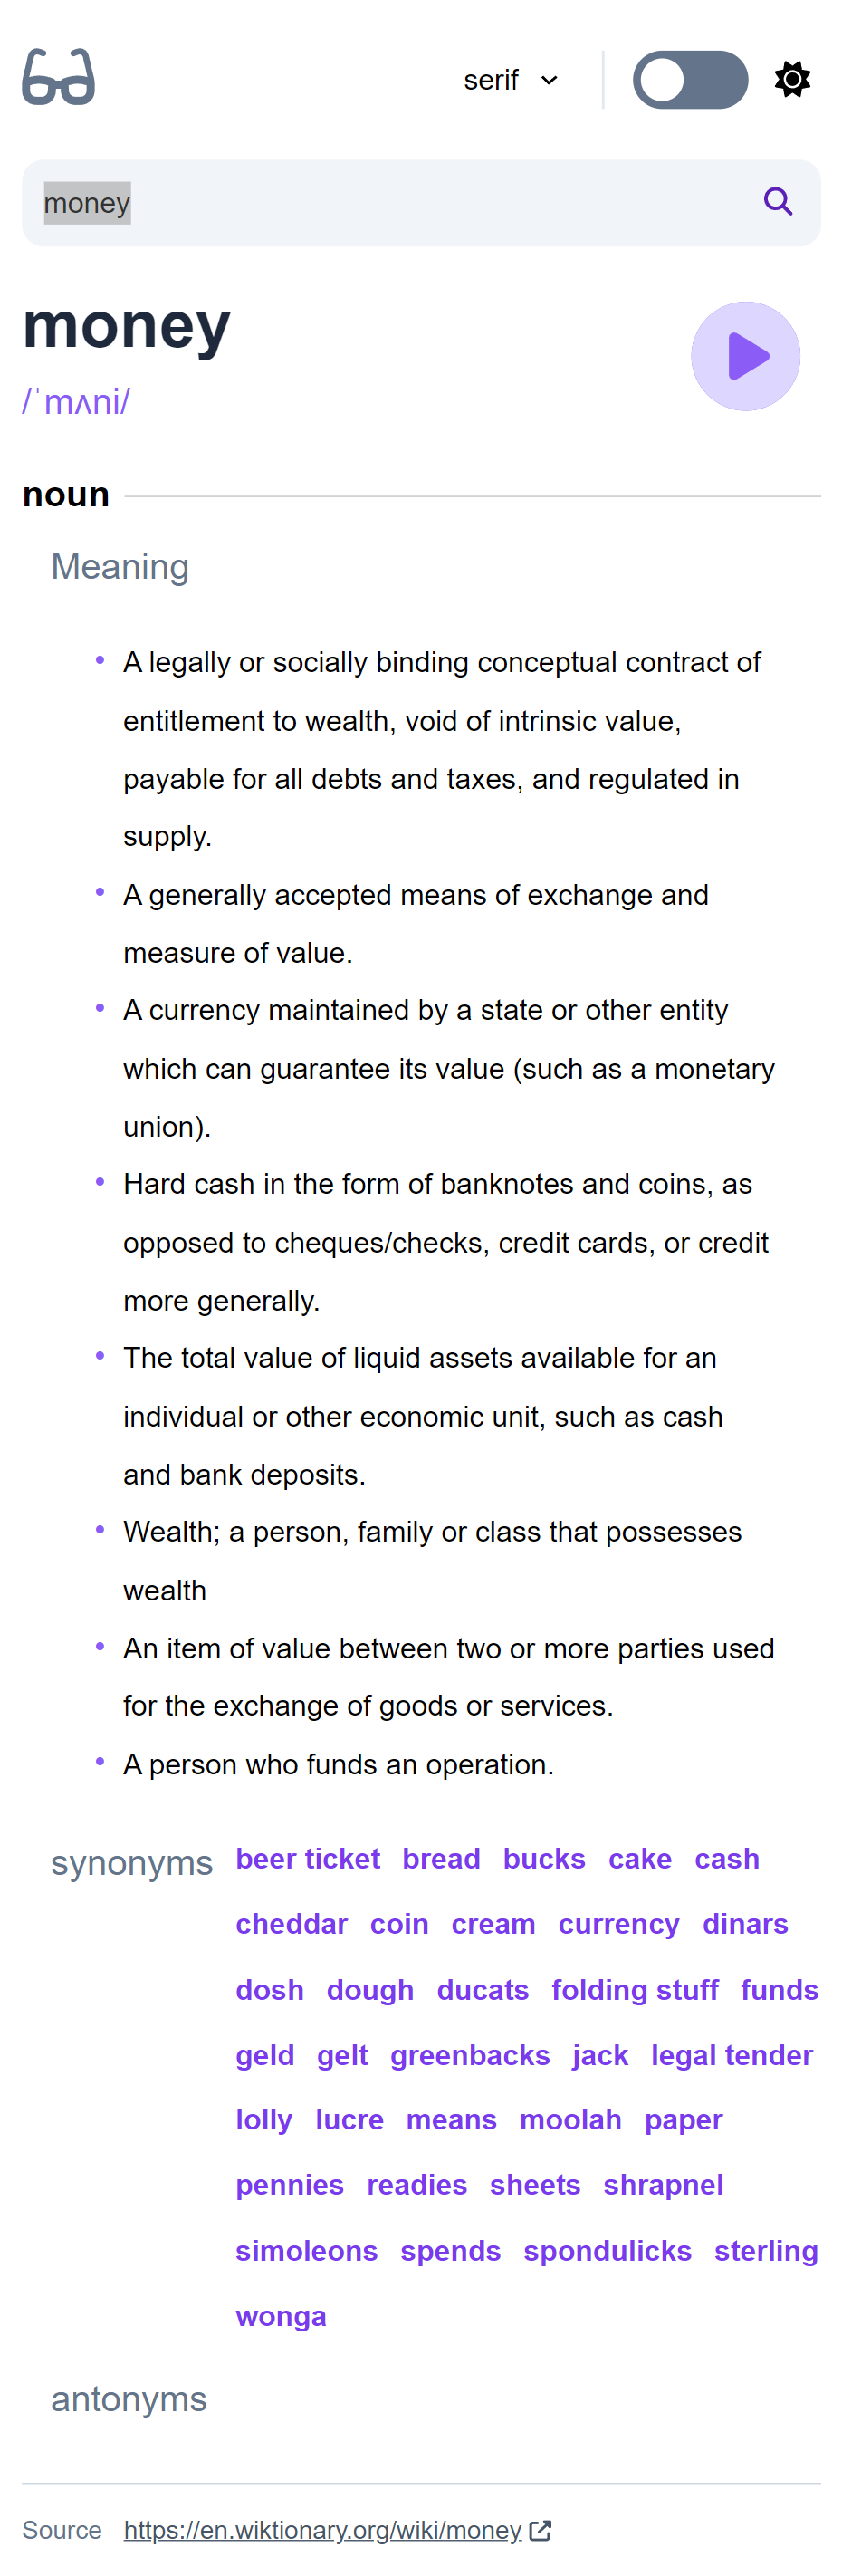 serif
money
money
/ˈmʌni/
noun
Meaning
• A legally or socially binding conceptual contract of
entitlement to wealth, void of intrinsic value,
payable for all debts and taxes, and regulated in
supply.
• A generally accepted means of exchange and
measure of value.
• A currency maintained by a state or other entity
which can guarantee its value (such as a monetary
union).
• Hard cash in the form of banknotes and coins, as
opposed to cheques/checks, credit cards, or credit
more generally.
• The total value of liquid assets available for an
individual or other economic unit, such as cash
and bank deposits.
• Wealth; a person, family or class that possesses
wealth
• An item of value between two or more parties used
for the exchange of goods or services.
• A person who funds an operation.
synonyms beer ticket bread bucks cake cash
cheddar coin cream currency dinars
dosh dough ducats folding stuff funds
geld gelt greenbacks jack legal tender
lolly lucre means moolah paper
pennies readies sheets shrapnel
simoleons spends spondulicks sterling
wonga
antonyms
Source https://en.wiktionary.org/wiki/money